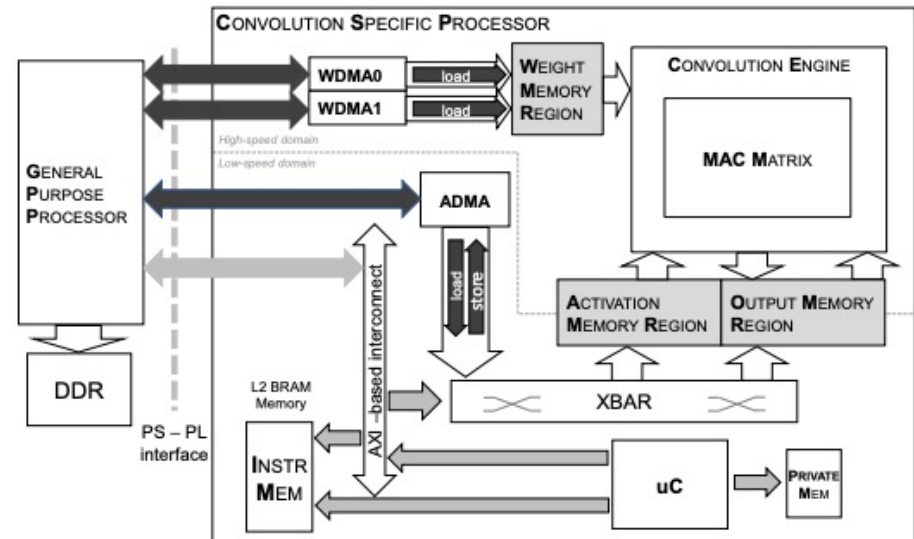 CONVOLUTION SPECIFIC PROCESSOR
GENERAL
PURPOSE
PROCESSOR
WDMA0
load
WDMA1
load
WEIGHT
MEMORY
REGION
CONVOLUTION ENGINE
MAC MATRIX
High-speed domain
Low-speed domain
ADMA
load
store
AXI –based interconnect
ACTIVATION
MEMORY REGION
OUTPUT MEMORY
REGION
XBAR
DDR
PS – PL
interface
L2 BRAM
Memory
INSTR
MEM
uC
PRIVATE
MEM